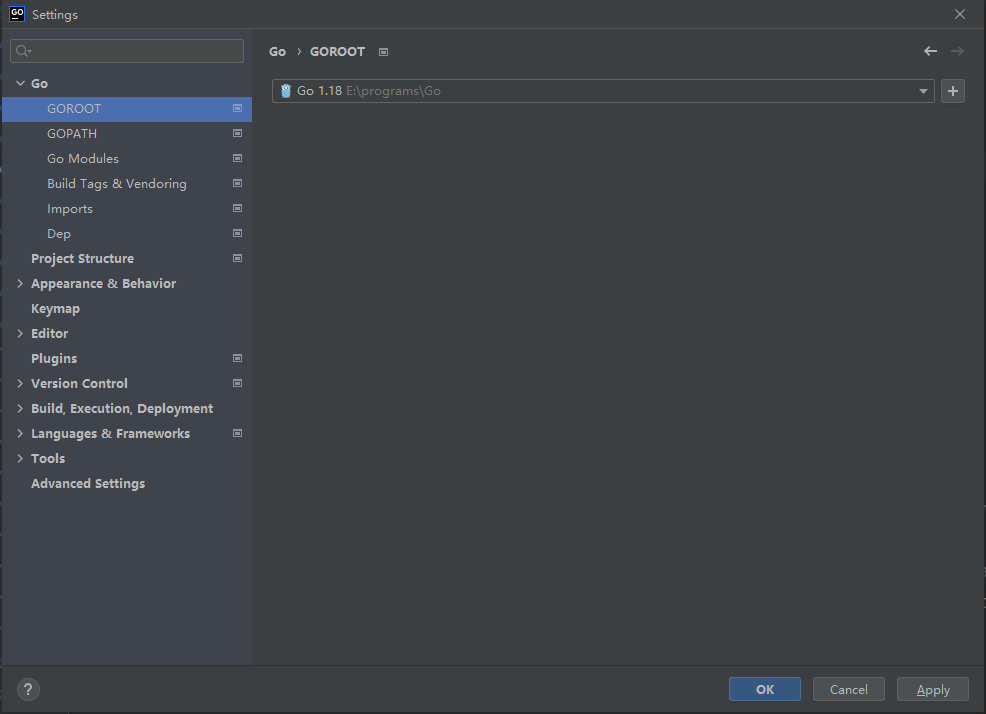 GO Settings
Go
GOROOT
GOPATH
Go Modules
Build Tags & Vendoring
Imports
Dep
Project Structure
Appearance & Behavior
Keymap
Editor
Plugins
Version Control
Build, Execution, Deployment
Languages & Frameworks
Tools
Advanced Settings
Go › GOROOT
Go 1.18 E:\programs\Go
+
?
OK
Cancel
Apply